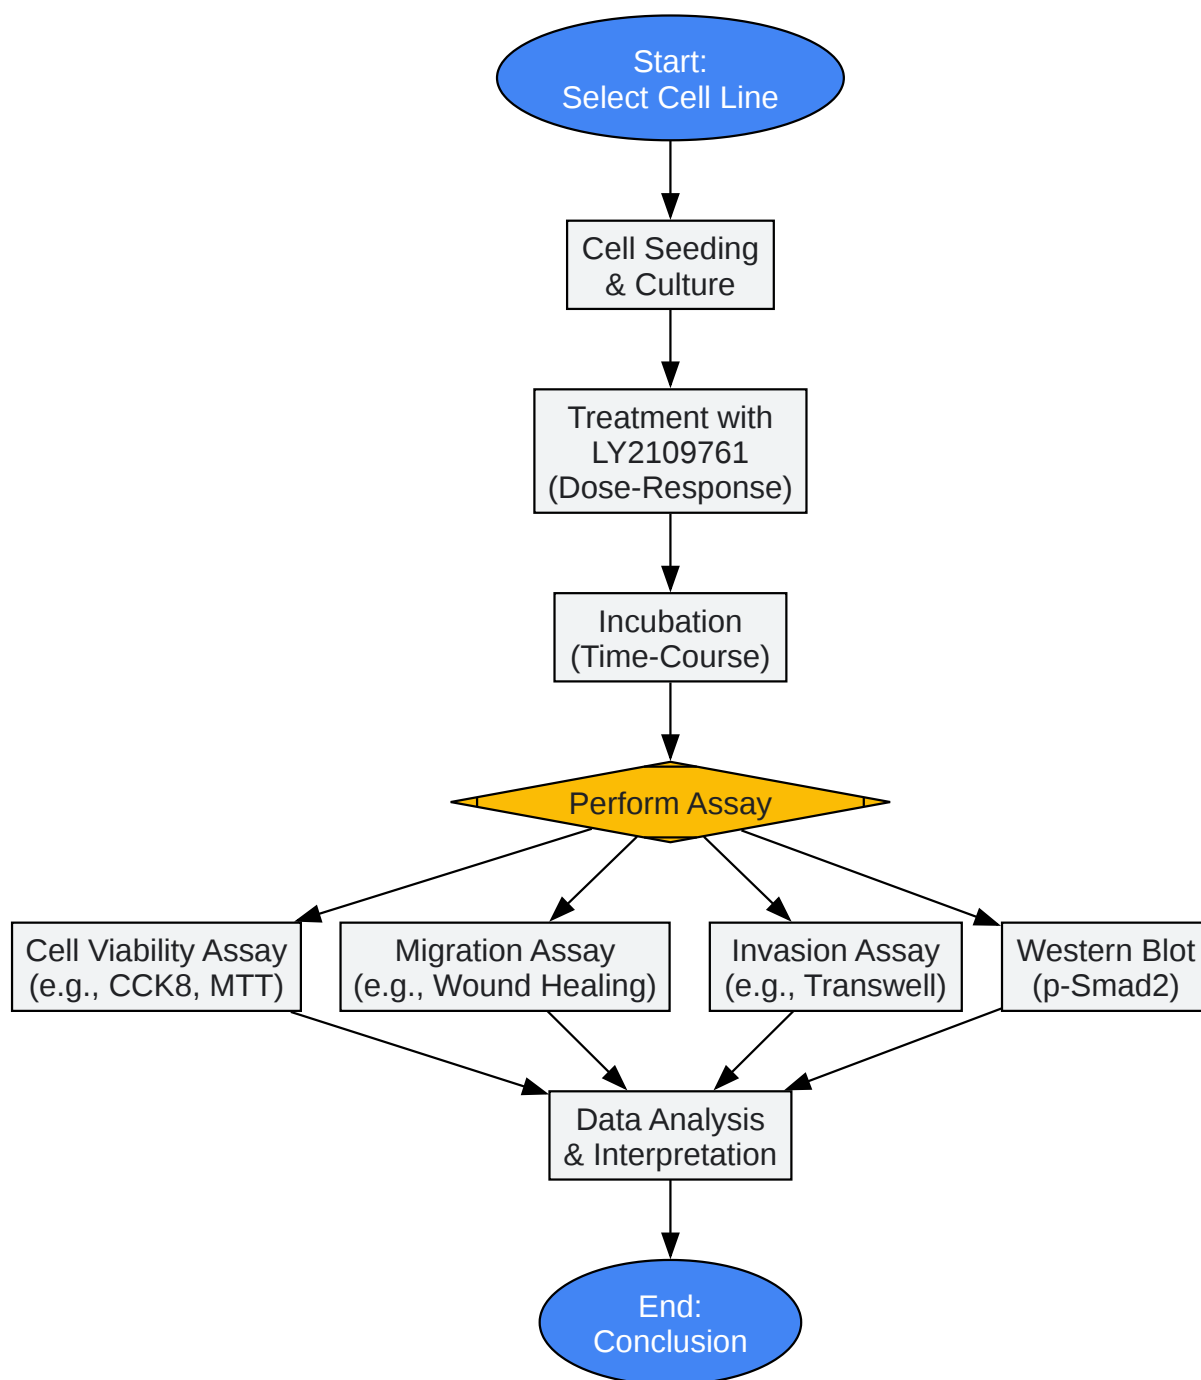 Start:
Select Cell Line
Cell Seeding
& Culture
Treatment with
LY2109761
(Dose-Response)
Incubation
(Time-Course)
Perform Assay
Cell Viability Assay
(e.g., CCK8, MTT)
Migration Assay
(e.g., Wound Healing)
Invasion Assay
(e.g., Transwell)
Western Blot
(p-Smad2)
Data Analysis
& Interpretation
End:
Conclusion